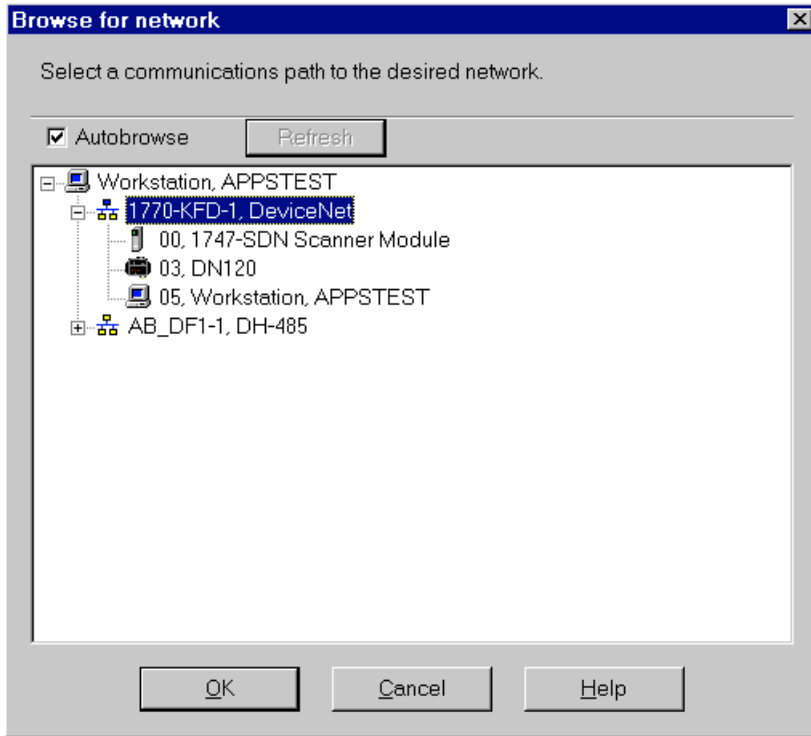 Browse for network
Select a communications path to the desired network.
Autobrowse Refresh
Workstation, APPSTEST
1770-KFD-1, DeviceNet
00, 1747-SDN Scanner Module
03, DN120
05, Workstation, APPSTEST
AB_DF1-1, DH-485
OK Cancel Help